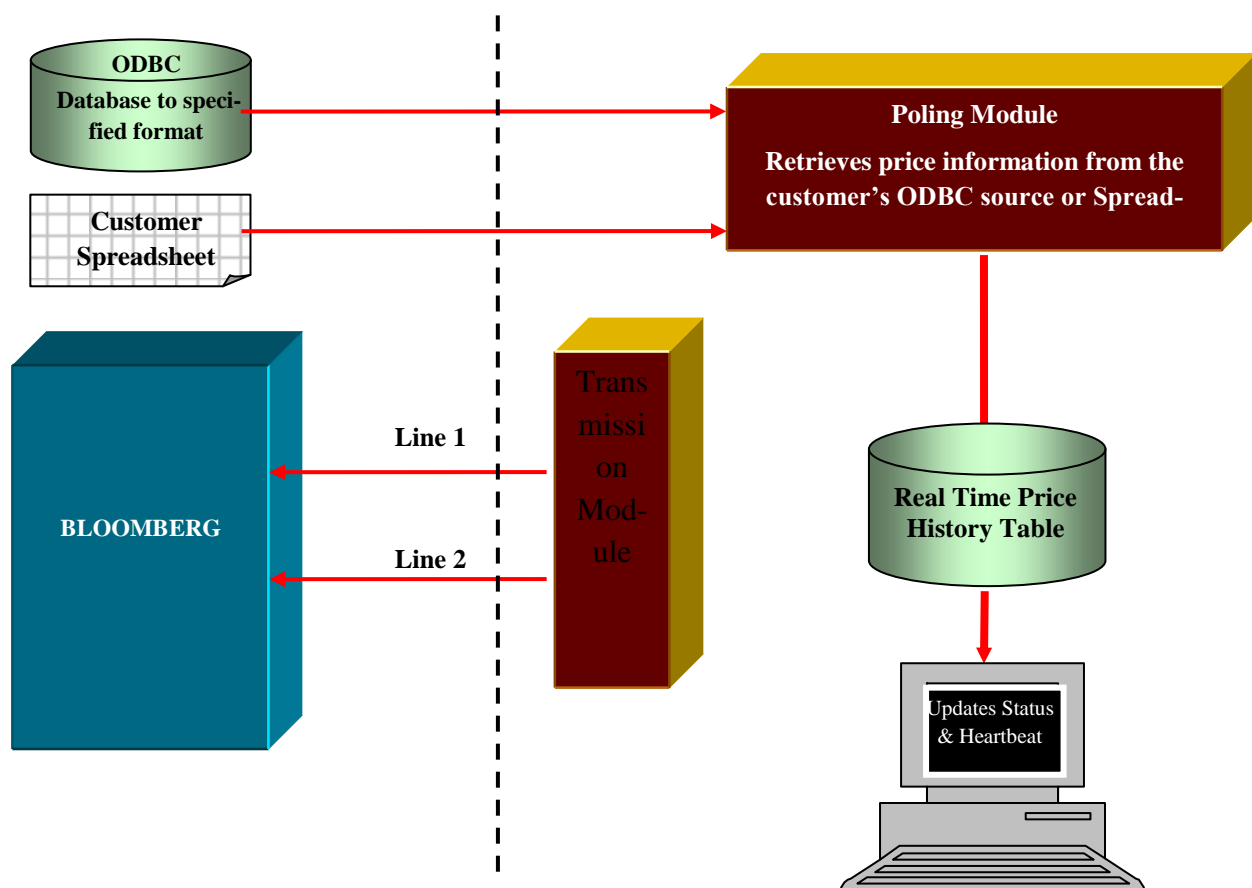 ODBC
Database to speci-
fied format
Poling Module
Retrieves price information from the
customer’s ODBC source or Spread-
Customer
Spreadsheet
Trans
missi
on
Mod-
ule
Line 1
BLOOMBERG
Line 2
Real Time Price
History Table
Updates Status
& Heartbeat